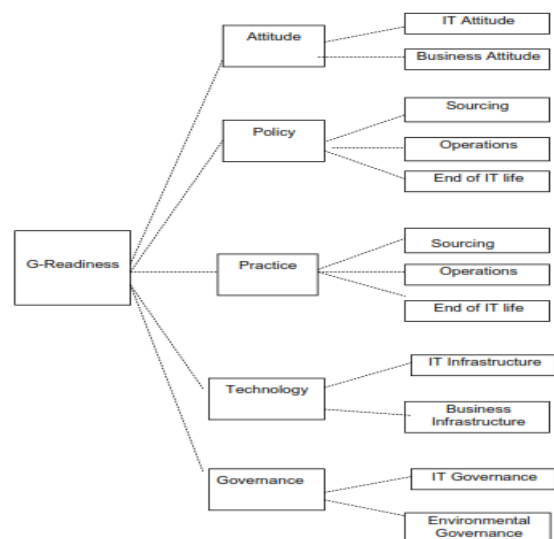 IT Attitude
Attitude
Business Attitude
Sourcing
Policy
Operations
End of IT life
G-Readiness
Practice
Sourcing
Operations
End of IT life
Technology
IT Infrastructure
Business
Infrastructure
Governance
IT Governance
Environmental
Governance